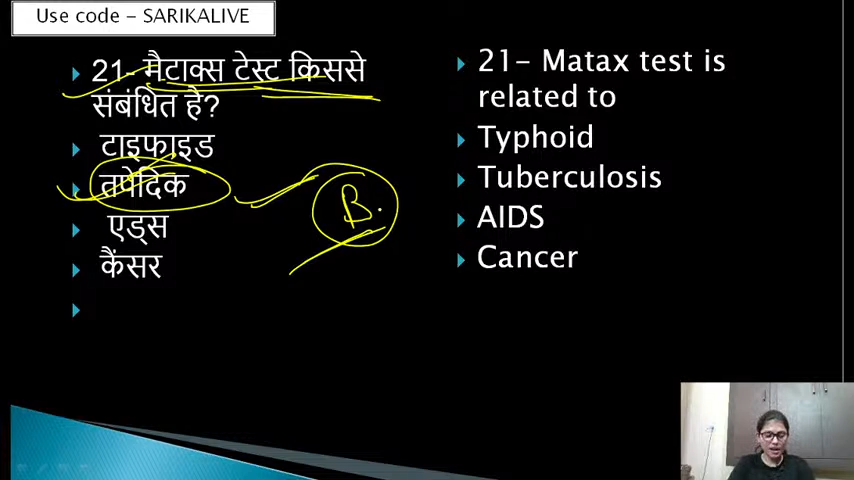 Use code – SARIKALIVE
21- मैटाक्स टेस्ट किससे
संबंधित है?
टाइफाइड
तपेदिक
एड्स
कैंसर
B.
21- Matax test is
related to
Typhoid
Tuberculosis
AIDS
Cancer